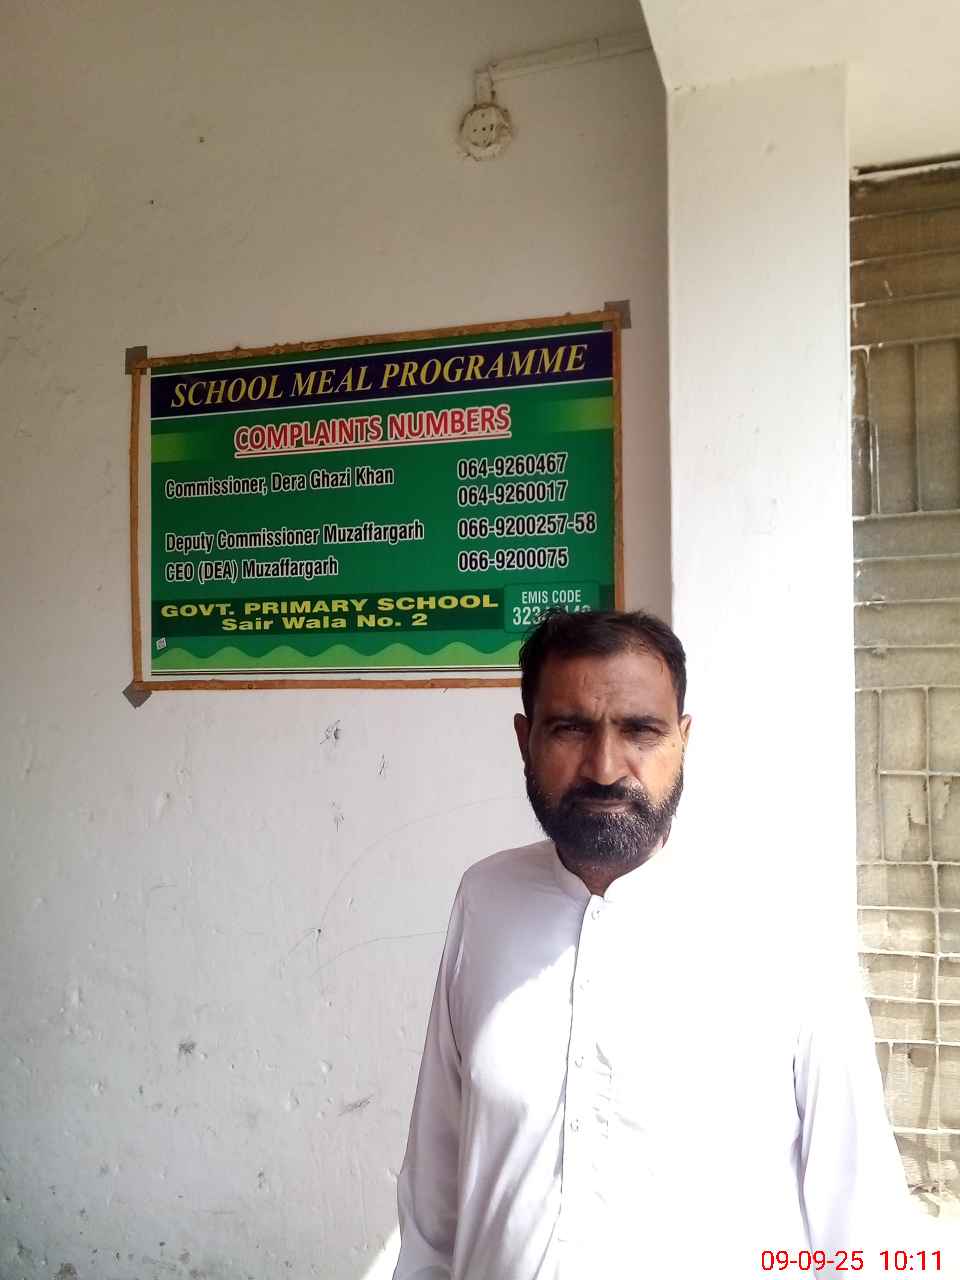 SCHOOL MEAL PROGRAMME
COMPLAINTS NUMBERS
Commissioner, Dera Ghazi Khan 064-9260467
064-9260017
Deputy Commissioner Muzaffargarh 066-9200257-58
CEO (DEA) Muzaffargarh 066-9200075
GOVT. PRIMARY SCHOOL
Sair Wala No. 2
EMIS CODE
09-09-25 10:11